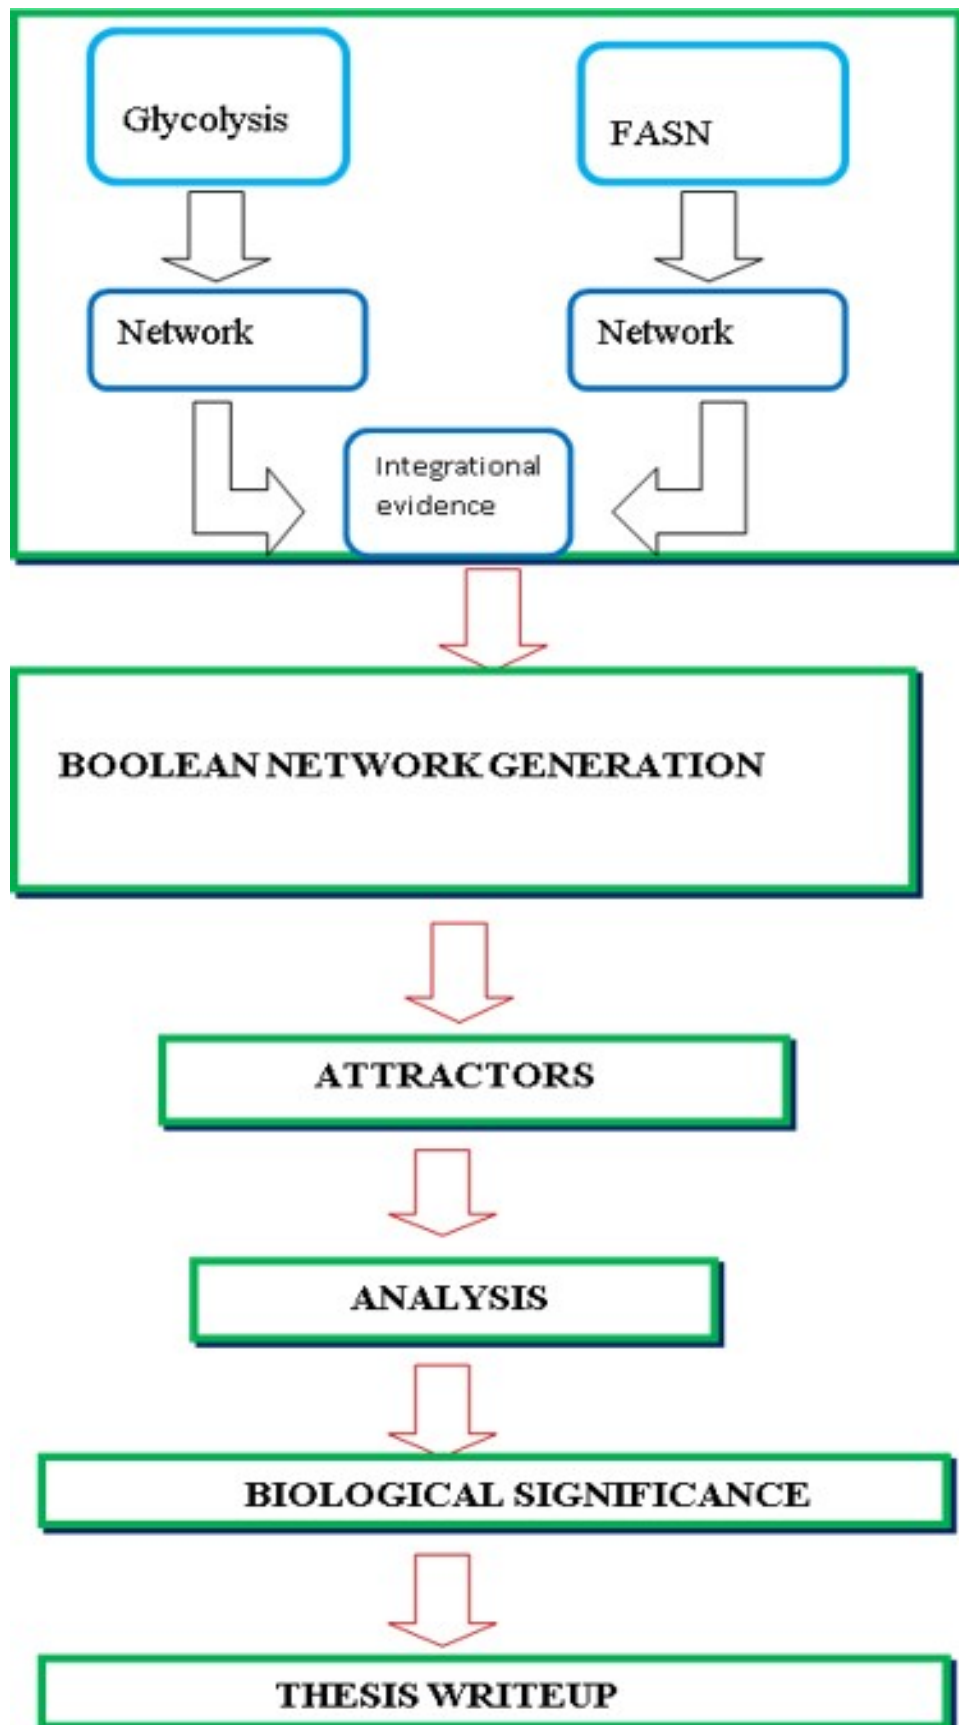 Glycolysis
FASN
Network
Network
Integrational
evidence
BOOLEAN NETWORK GENERATION
ATTRACTORS
ANALYSIS
BIOLOGICAL SIGNIFICANCE
THESIS WRITEUP